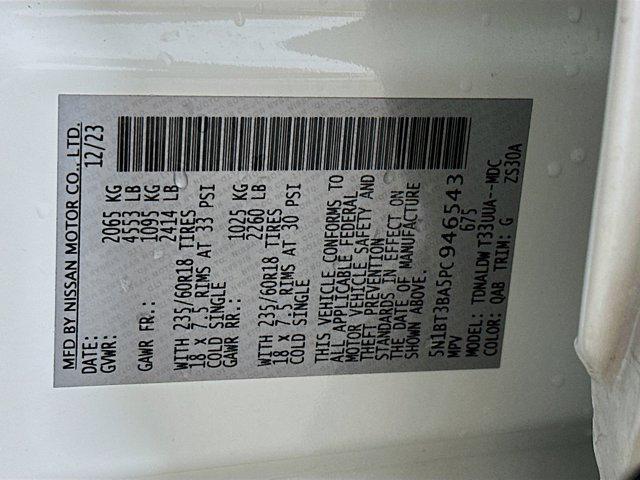 MFD BY NISSAN MOTOR CO., LTD.
DATE: 12/23
GVWR: 2065 KG
4553 LB
GAWR FR.: 1095 KG
2414 LB
WITH 235/60R18 TIRES
18 X 7.5 RIMS AT 33 PSI
COLD SINGLE
GAWR RR.: 1025 KG
2260 LB
WITH 235/60R18 TIRES
18 X 7.5 RIMS AT 30 PSI
COLD SINGLE
THIS VEHICLE CONFORMS TO
ALL APPLICABLE FEDERAL
MOTOR VEHICLE SAFETY AND
THEFT PREVENTION
STANDARDS IN EFFECT ON
THE DATE OF MANUFACTURE
SHOWN ABOVE.
5N1BT3BA5PC946543
MPV 675
MODEL: TDNALDW T33UUA--MDC
COLOR: QAB TRIM: G ZS30A